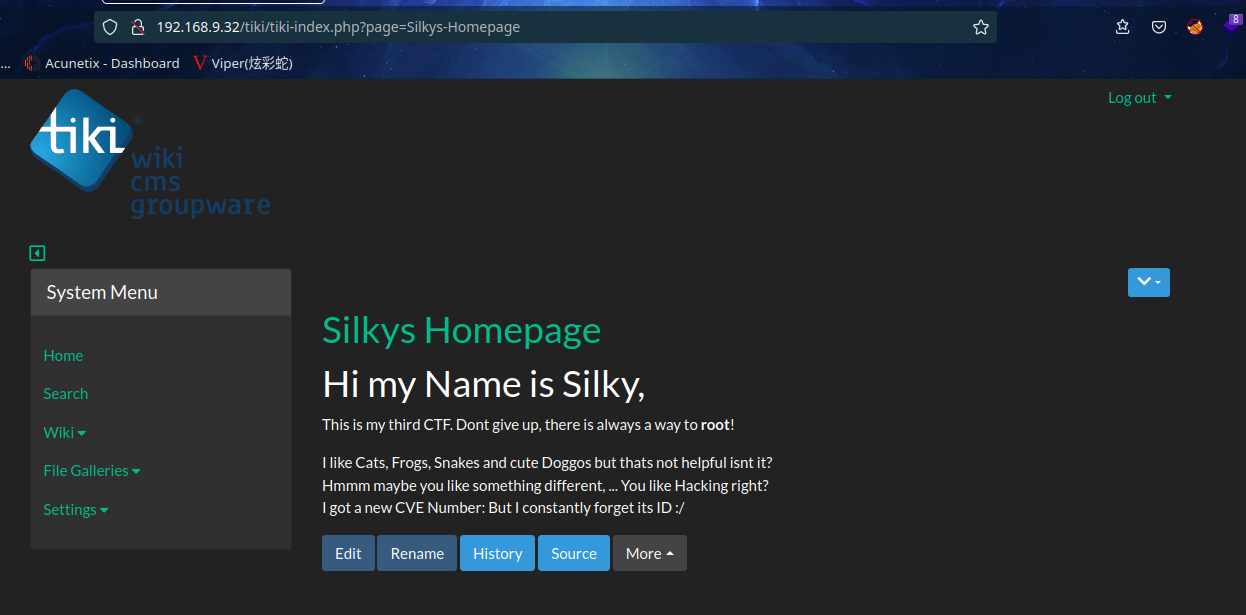 192.168.9.32/tiki/tiki-index.php?page=Silkys-Homepage
8
... Acunetix - Dashboard V Viper(炫彩蛇)
Log out
tiki®
wiki
cms
groupware
System Menu
Home
Search
Wiki
File Galleries
Settings
Silkys Homepage
Hi my Name is Silky,
This is my third CTF. Dont give up, there is always a way to root!
I like Cats, Frogs, Snakes and cute Doggos but thats not helpful isnt it?
Hmmm maybe you like something different, ... You like Hacking right?
I got a new CVE Number: But I constantly forget its ID :/
Edit Rename History Source More